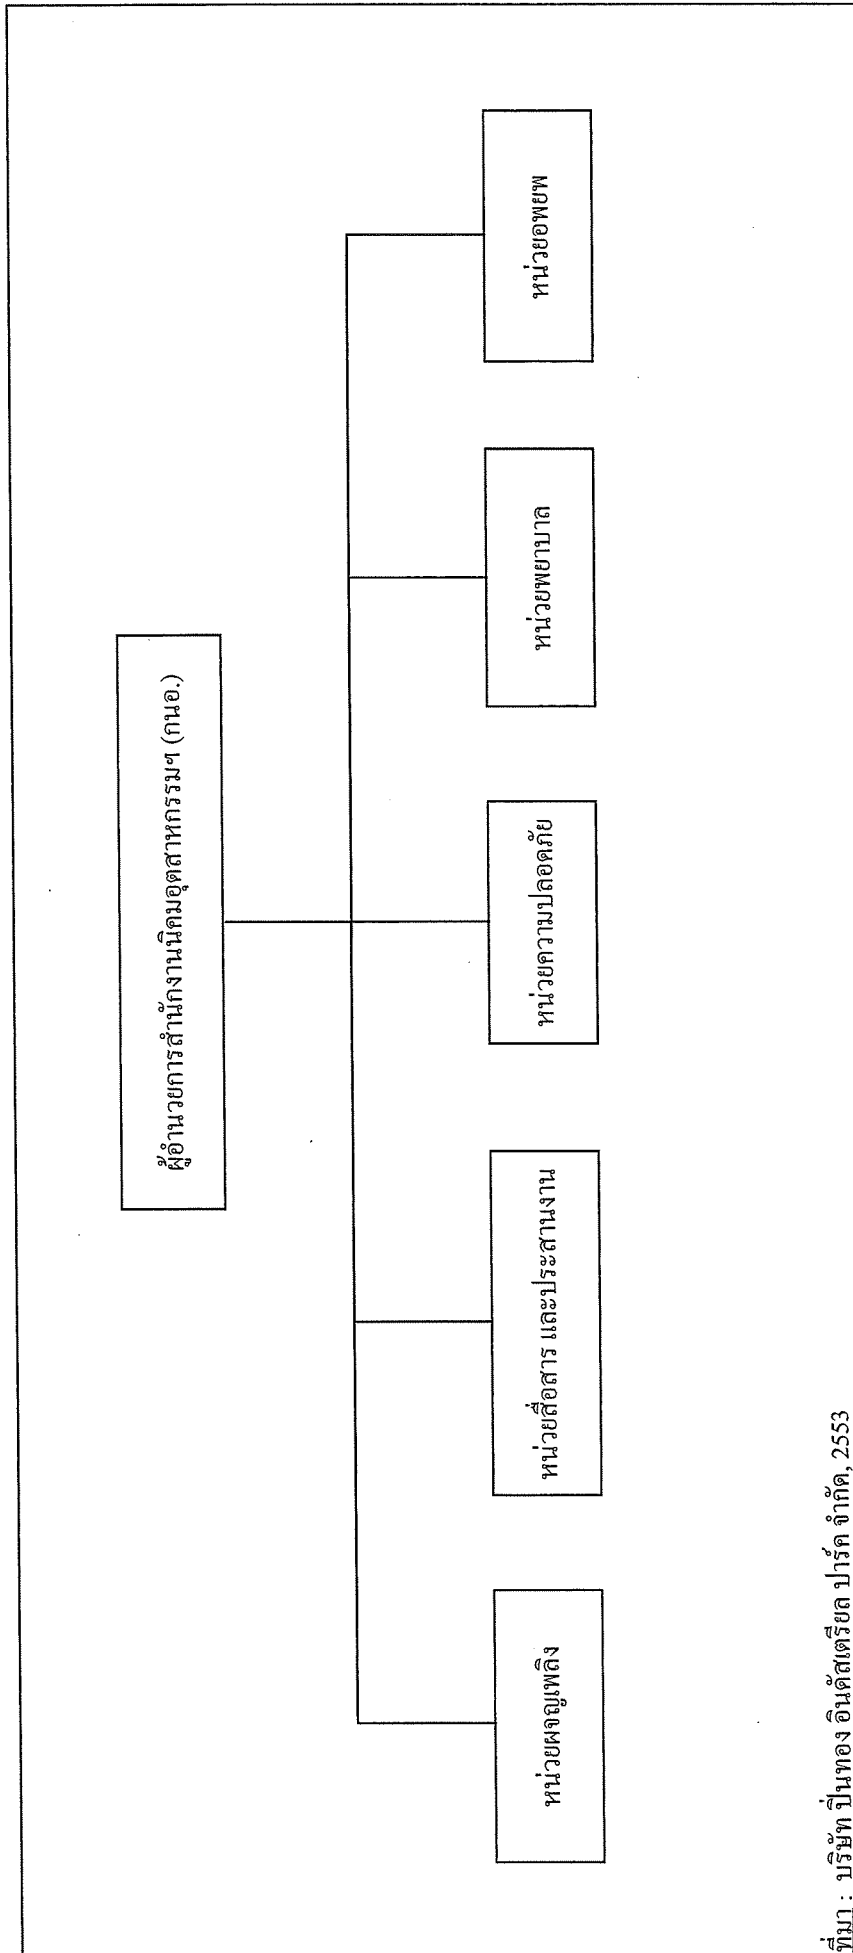 ผู้อำนวยการสำนักงานนิคมอุตสาหกรรมฯ (กนอ.)
หน่วยผจญเพลิง
หน่วยสื่อสาร และประสานงาน
หน่วยความปลอดภัย
หน่วยพยาบาล
หน่วยอพยพ
ที่มา : บริษัท ปิ่นทอง อินดัสเตรียล ปาร์ค จำกัด, 2553